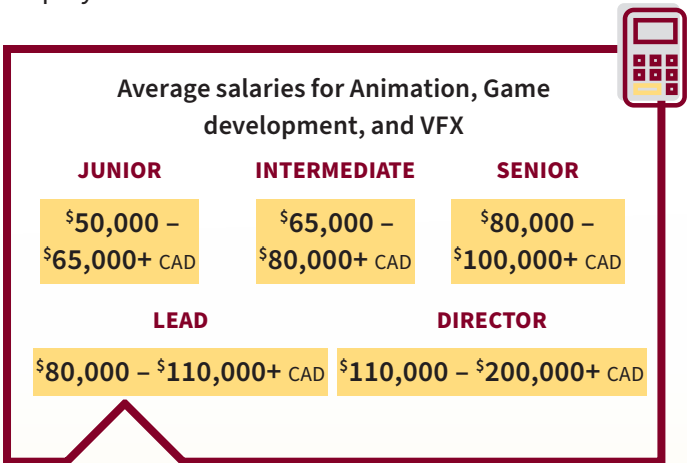 Average salaries for Animation, Game
development, and VFX
JUNIOR
$50,000 –
$65,000+ CAD
INTERMEDIATE
$65,000 –
$80,000+ CAD
SENIOR
$80,000 –
$100,000+ CAD
LEAD
$80,000 – $110,000+ CAD
DIRECTOR
$110,000 – $200,000+ CAD